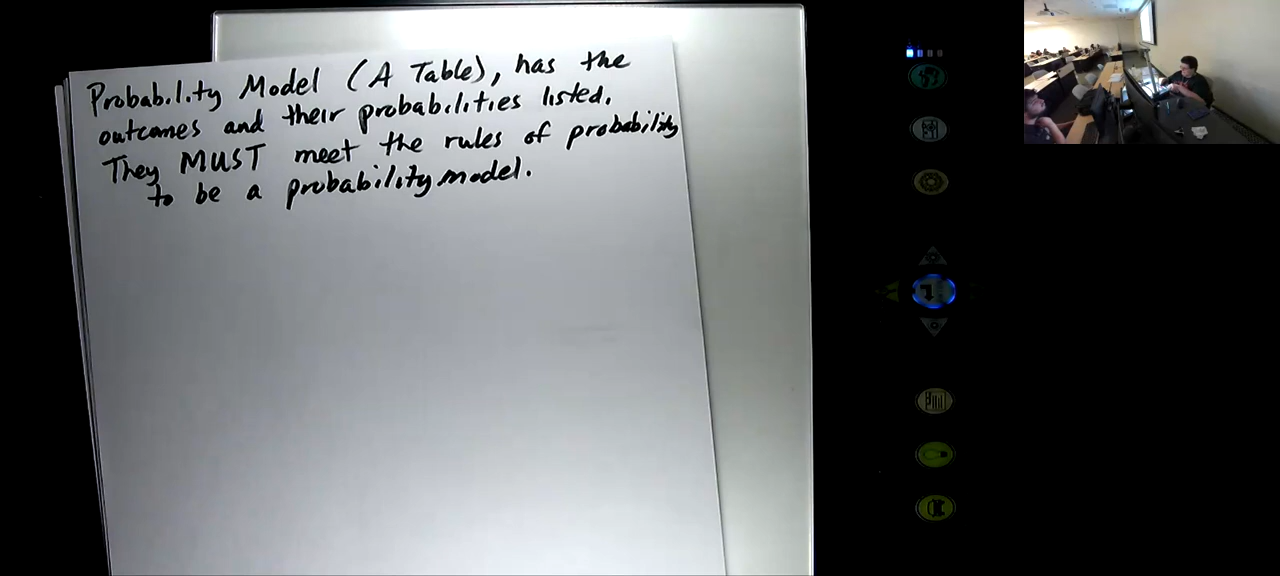 Probability Model (A Table), has the
outcomes and their probabilities listed.
They MUST meet the rules of probability
to be a probability model.